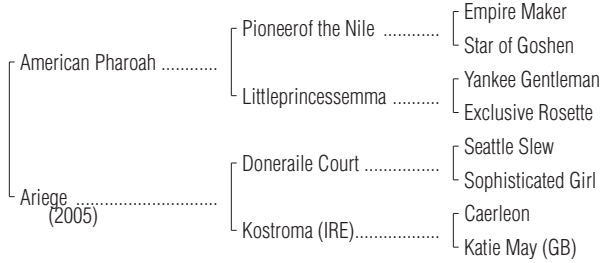 Empire Maker
Pioneerof the Nile ............
Star of Goshen
American Pharoah ............
Yankee Gentleman
Littleprincessemma ..........
Exclusive Rosette
Seattle Slew
Doneraile Court ................
Sophisticated Girl
Ariege ..............................
(2005)
Caerleon
Kostroma (IRE)..................
Katie May (GB)